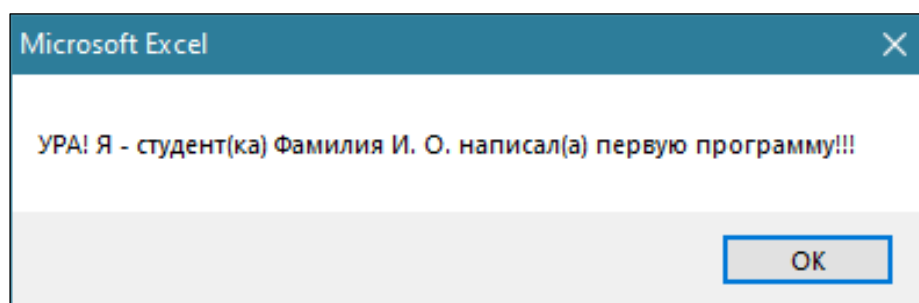 Microsoft Excel
УРА! Я - студент(ка) Фамилия И. О. написал(а) первую программу!!!
OK